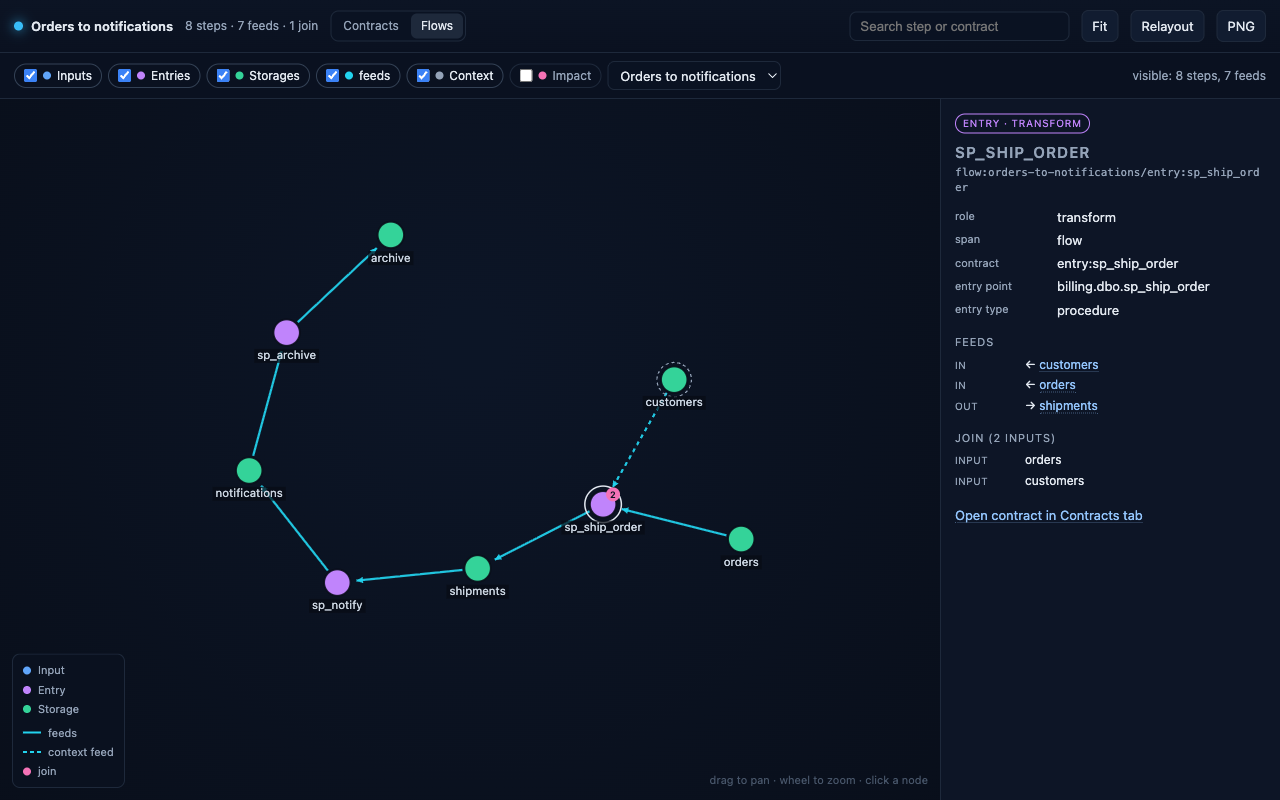 Orders to notifications 8 steps · 7 feeds · 1 join Contracts Flows Search step or contract Fit Relayout PNG
Inputs Entries Storages feeds Context Impact Orders to notifications visible: 8 steps, 7 feeds
archive
sp_archive
customers
notifications
2
sp_ship_order
orders
shipments
sp_notify
Input
Entry
Storage
feeds
context feed
join
drag to pan · wheel to zoom · click a node
ENTRY · TRANSFORM
SP_SHIP_ORDER
flow:orders-to-notifications/entry:sp_ship_ord
er
role transform
span flow
contract entry:sp_ship_order
entry point billing.dbo.sp_ship_order
entry type procedure
FEEDS
IN ← customers
IN ← orders
OUT → shipments
JOIN (2 INPUTS)
INPUT orders
INPUT customers
Open contract in Contracts tab